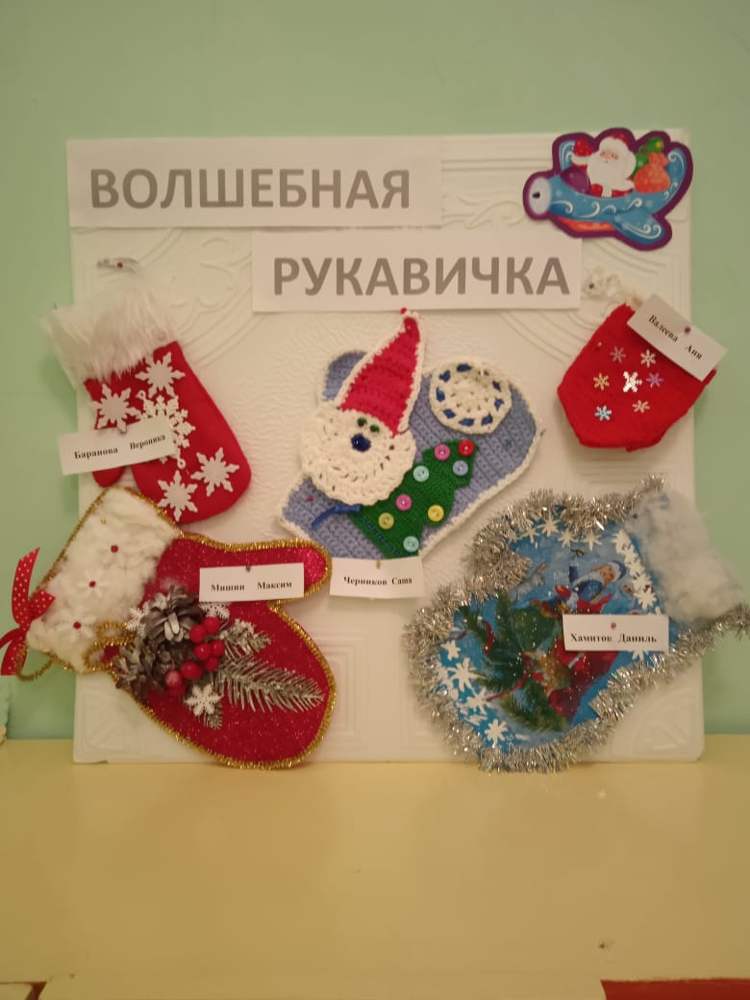 ВОЛШЕБНАЯ
РУКАВИЧКА
Валеева Аня
Баранова Вероника
Мишин Максим
Черников Саша
Хамитов Даниль